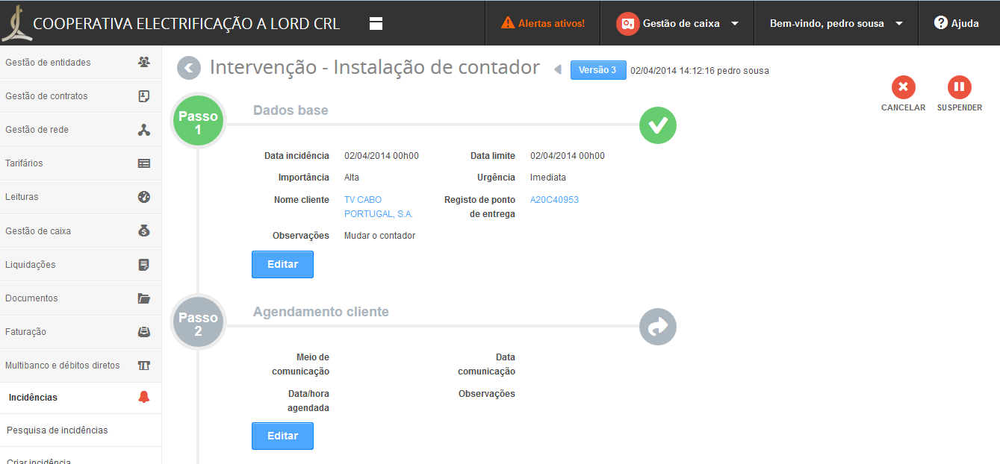 COOPERATIVA ELECTRIFICAÇÃO A LORD CRL
Alertas ativos!
Gestão de caixa
Bem-vindo, pedro sousa
Ajuda
Gestão de entidades
Gestão de contratos
Gestão de rede
Tarifários
Leituras
Gestão de caixa
Liquidações
Documentos
Faturação
Multibanco e débitos diretos
Incidências
Pesquisa de incidências
Criar incidência
Intervenção - Instalação de contador
Versão 3
02/04/2014 14:12:16 pedro sousa
CANCELAR
SUSPENDER
Passo
1
Dados base
Data incidência 02/04/2014 00h00
Data limite 02/04/2014 00h00
Importância Alta
Urgência Imediata
Nome cliente TV CABO
PORTUGAL, S.A.
Registo de ponto A20C40953
de entrega
Observações Mudar o contador
Editar
Passo
2
Agendamento cliente
Meio de
comunicação
Data
comunicação
Data/hora
agendada
Observações
Editar